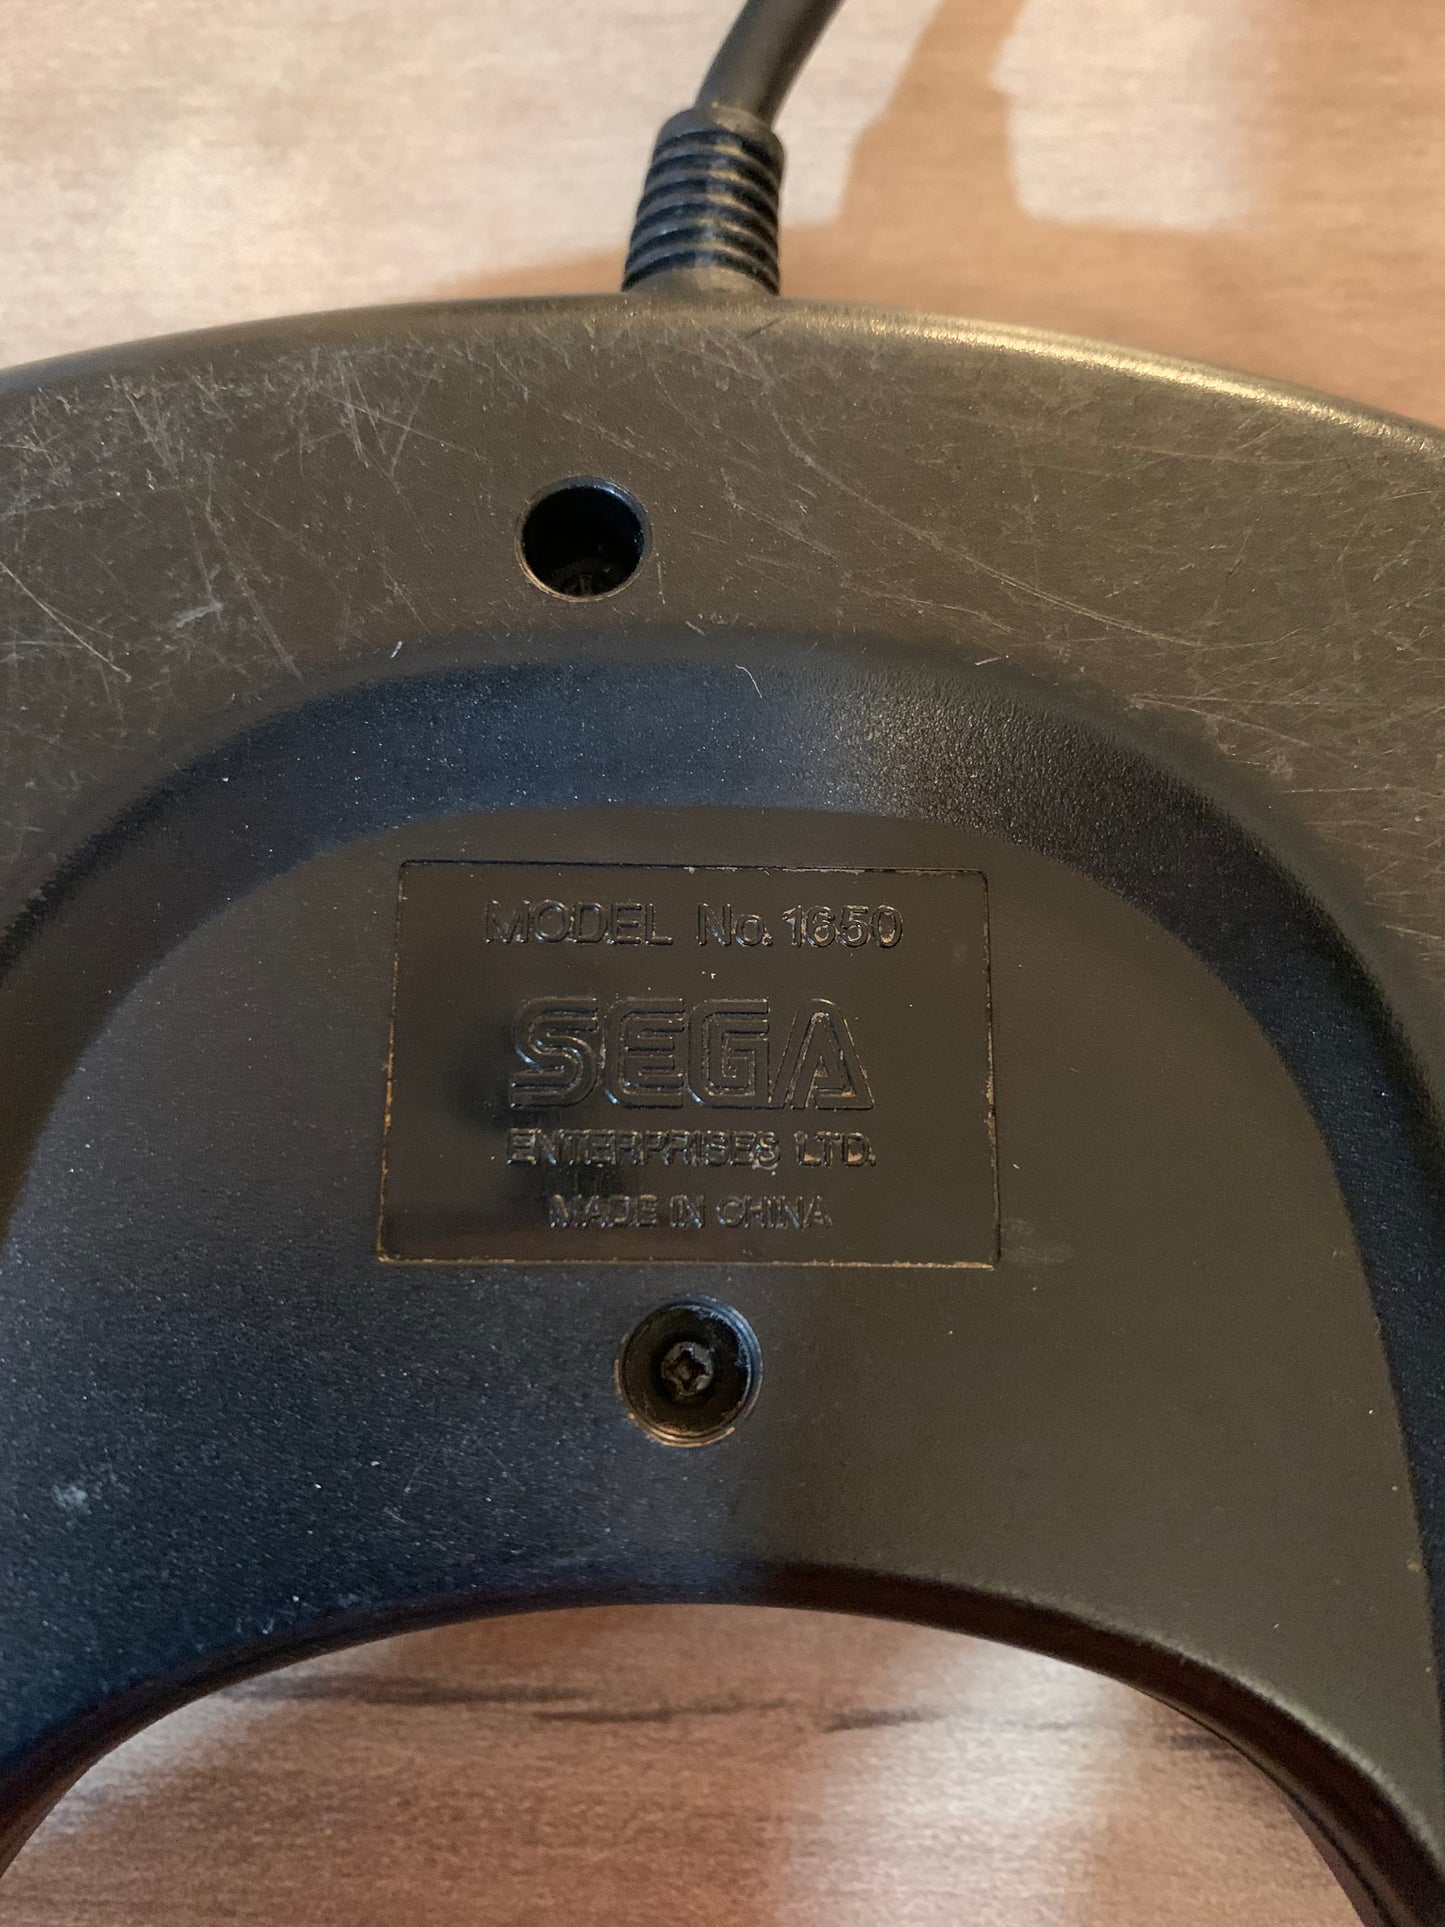 MODEL No. 1650
SEGA
ENTERPRISES LTD.
MADE IN CHINA